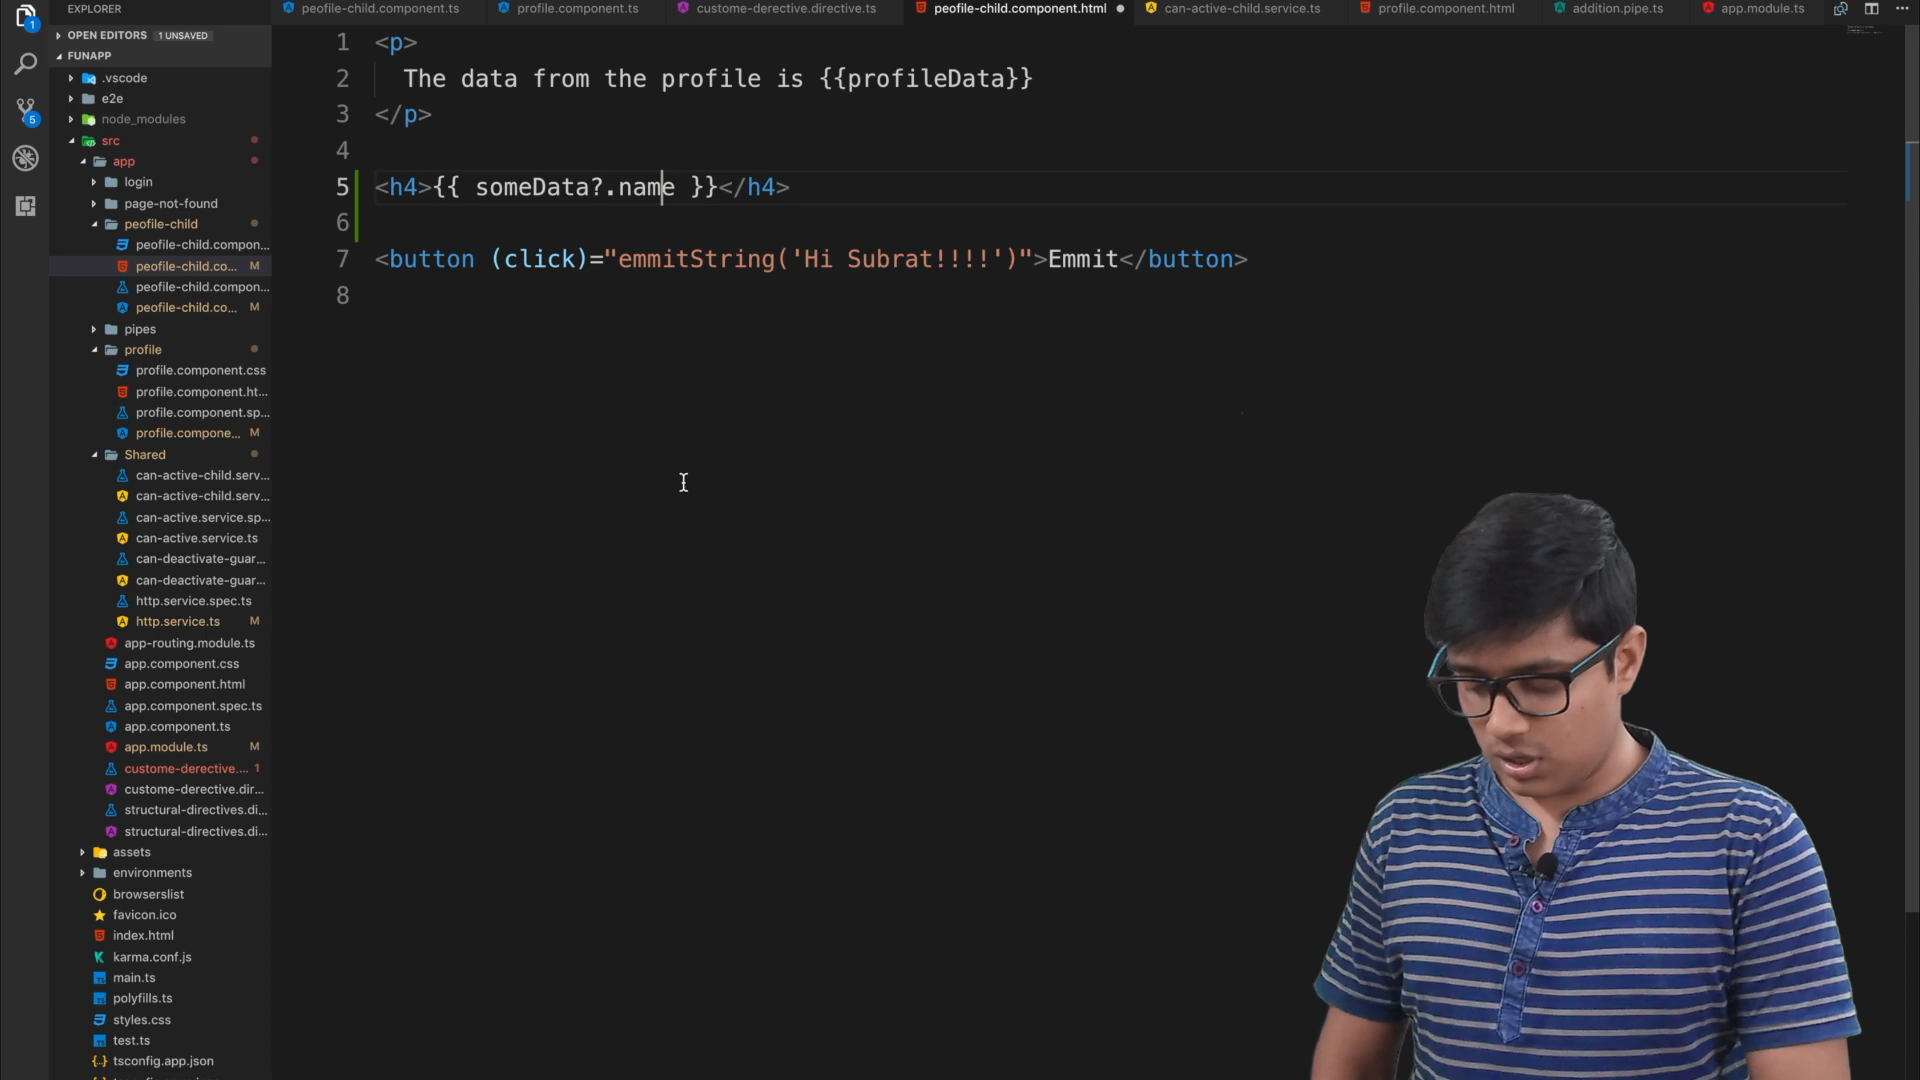 EXPLORER
OPEN EDITORS 1 UNSAVED
FUNAPP
.vscode
e2e
node_modules
src
app
login
page-not-found
peofile-child
peofile-child.compon...
peofile-child.co... M
peofile-child.compon...
peofile-child.co... M
pipes
profile
profile.component.css
profile.component.ht...
profile.component.sp...
profile.compone... M
Shared
can-active-child.serv...
can-active-child.serv...
can-active.service.sp...
can-active.service.ts
can-deactivate-guar...
can-deactivate-guar...
http.service.spec.ts
http.service.ts M
app-routing.module.ts
app.component.css
app.component.html
app.component.spec.ts
app.component.ts
app.module.ts M
custome-derective.... 1
custome-derective.dir...
structural-directives.di...
structural-directives.di...
assets
environments
browserslist
favicon.ico
index.html
karma.conf.js
main.ts
polyfills.ts
styles.css
test.ts
tsconfig.app.json
1
5
peofile-child.component.ts profile.component.ts custome-derective.directive.ts peofile-child.component.html can-active-child.service.ts profile.component.html addition.pipe.ts app.module.ts
1 <p>
2 The data from the profile is {{profileData}}
3 </p>
4
5 <h4>{{ someData?.name }}</h4>
6
7 <button (click)="emmitString('Hi Subrat!!!!')">Emmit</button>
8